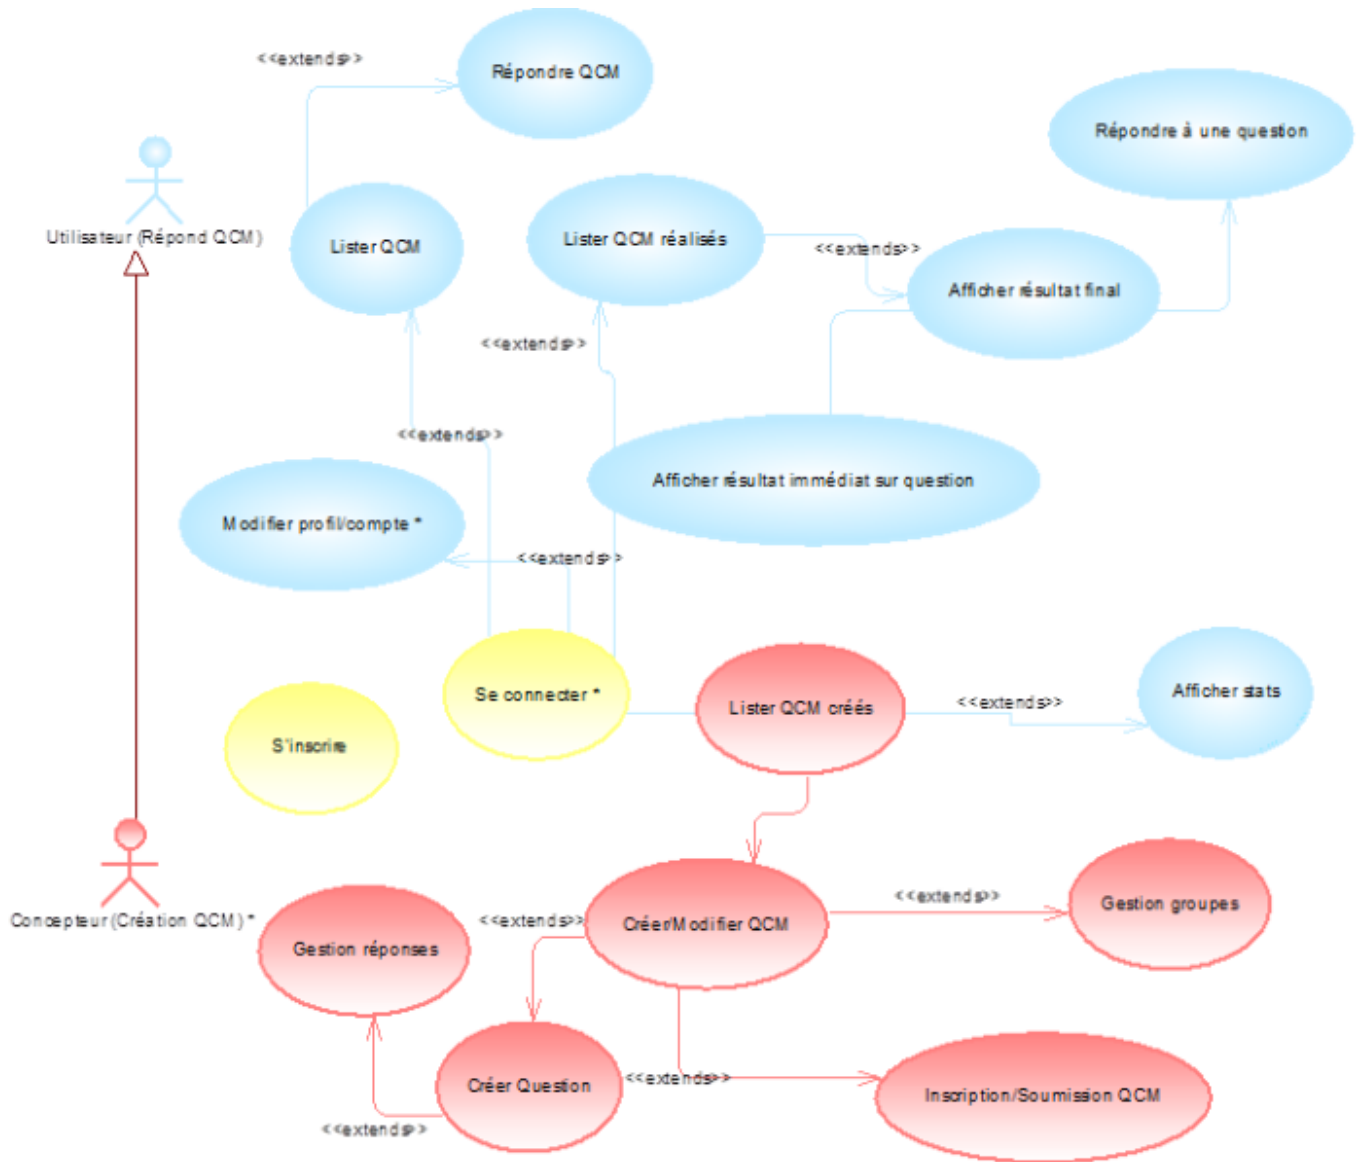 <<extends>>
Répondre QCM
Répondre à une question
Utilisateur (Répond QCM)
Lister QCM
Lister QCM réalisés
<<extends>>
Afficher résultat final
<<extends>>
<<extends>>
Afficher résultat immédiat sur question
Modifier profil/compte *
<<extends>>
Se connecter *
Lister QCM créés
<<extends>>
Afficher stats
S'inscrire
Concepteur (Création QCM) *
Gestion réponses
<<extends>>
Créer/Modifier QCM
<<extends>>
Gestion groupes
Créer Question
<<extends>>
Inscription/Soumission QCM
<<extends>>